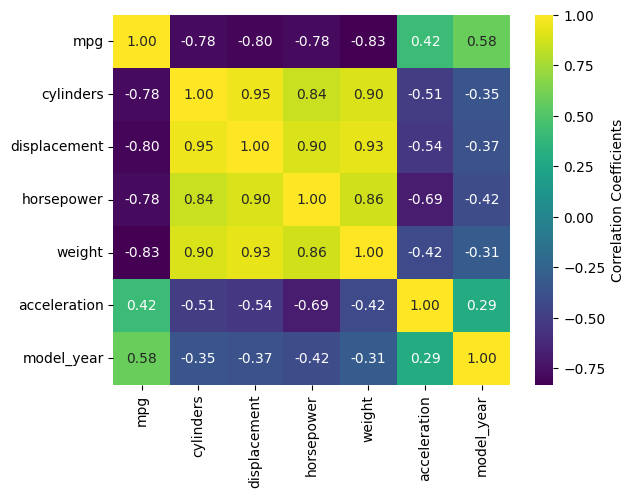 mpg 1.00 -0.78 -0.80 -0.78 -0.83 0.42 0.58
cylinders -0.78 1.00 0.95 0.84 0.90 -0.51 -0.35
displacement -0.80 0.95 1.00 0.90 0.93 -0.54 -0.37
horsepower -0.78 0.84 0.90 1.00 0.86 -0.69 -0.42
weight -0.83 0.90 0.93 0.86 1.00 -0.42 -0.31
acceleration 0.42 -0.51 -0.54 -0.69 -0.42 1.00 0.29
model_year 0.58 -0.35 -0.37 -0.42 -0.31 0.29 1.00
mpg
cylinders
displacement
horsepower
weight
acceleration
model_year
1.00
0.75
0.50
0.25
0.00
−0.25
−0.50
−0.75
Correlation Coefficients